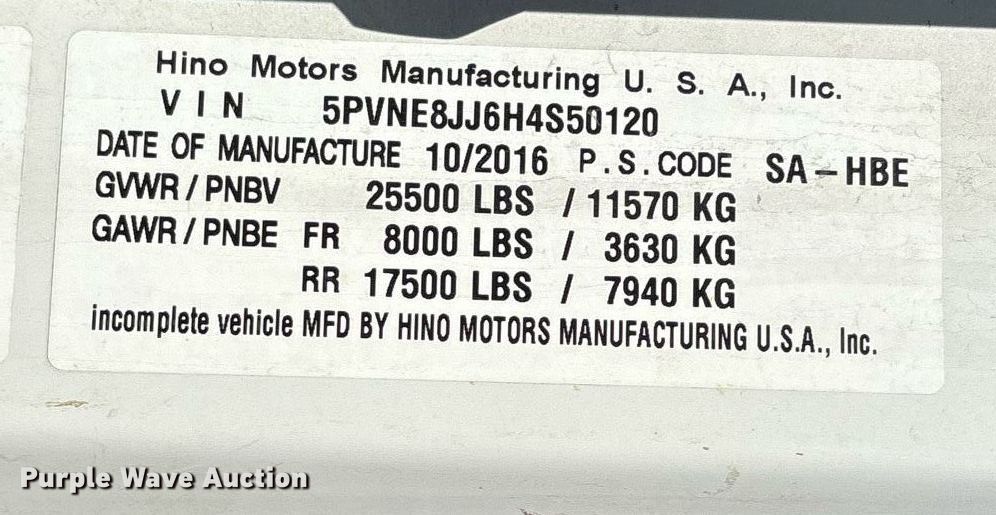 Hino Motors Manufacturing U. S. A., Inc.
V I N 5PVNE8JJ6H4S50120
DATE OF MANUFACTURE 10/2016 P.S.CODE SA-HBE
GVWR/PNBV 25500 LBS / 11570 KG
GAWR/PNBE FR 8000 LBS / 3630 KG
RR 17500 LBS / 7940 KG
incomplete vehicle MFD BY HINO MOTORS MANUFACTURING U.S.A., Inc.
Purple Wave Auction